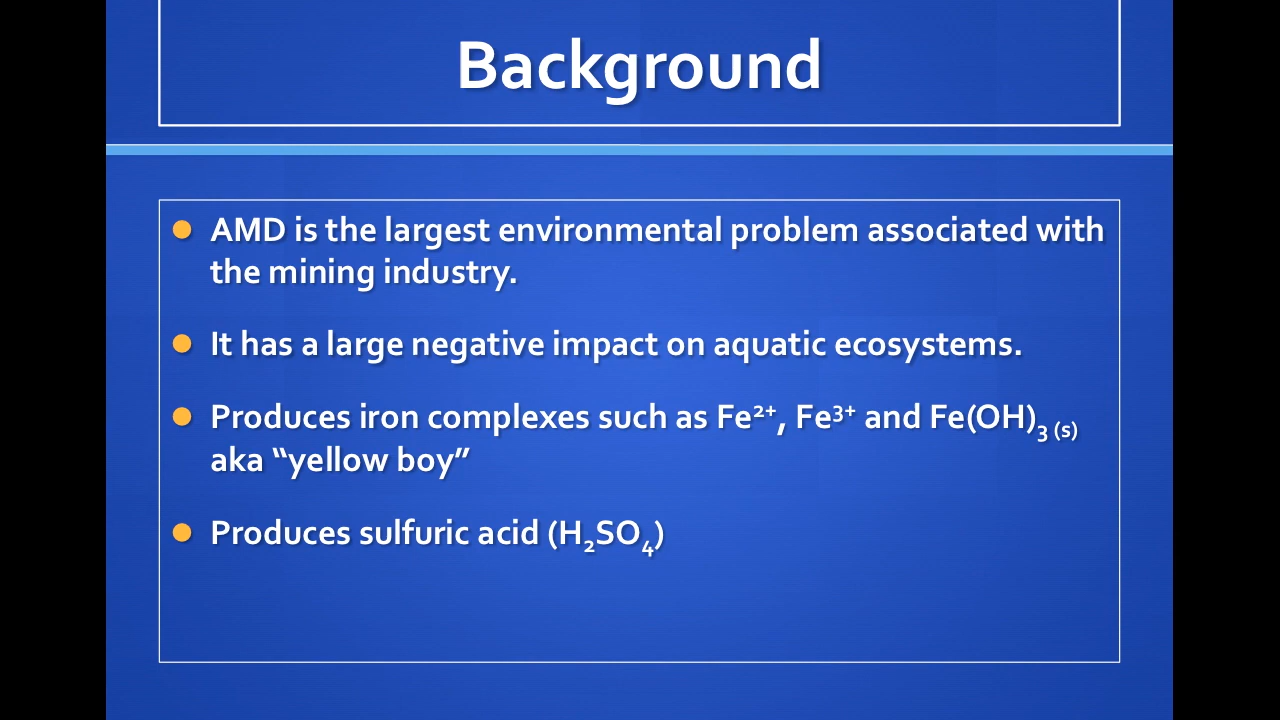 Background
AMD is the largest environmental problem associated with
the mining industry.
It has a large negative impact on aquatic ecosystems.
Produces iron complexes such as Fe²⁺, Fe³⁺ and Fe(OH)₃ ₍ₛ₎
aka “yellow boy”
Produces sulfuric acid (H₂SO₄)